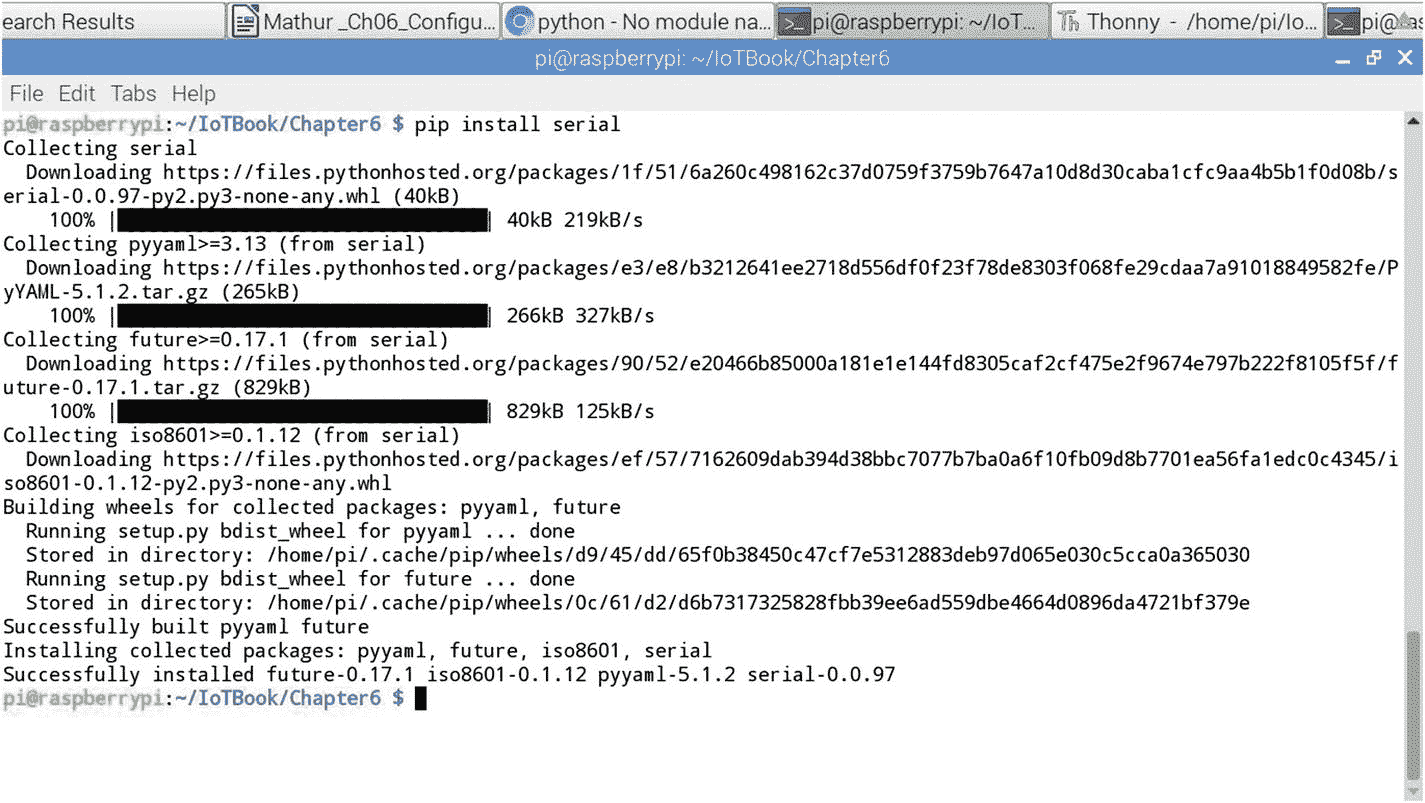 earch Results
Mathur _Ch06_Configu...
python - No module na...
pi@raspberrypi: ~/IoT...
Thonny - /home/pi/Io...
pi@
pi@raspberrypi: ~/IoTBook/Chapter6
File Edit Tabs Help
pi@raspberrypi:~/IoTBook/Chapter6 $ pip install serial
Collecting serial
Downloading https://files.pythonhosted.org/packages/1f/51/6a260c498162c37d0759f3759b7647a10d8d30caba1cfc9aa4b5b1f0d08b/s
erial-0.0.97-py2.py3-none-any.whl (40kB)
100% || 40kB 219kB/s
Collecting pyyaml>=3.13 (from serial)
Downloading https://files.pythonhosted.org/packages/e3/e8/b3212641ee2718d556df0f23f78de8303f068fe29cdaa7a91018849582fe/P
yYAML-5.1.2.tar.gz (265kB)
100% || 266kB 327kB/s
Collecting future>=0.17.1 (from serial)
Downloading https://files.pythonhosted.org/packages/90/52/e20466b85000a181e1e144fd8305caf2cf475e2f9674e797b222f8105f5f/f
uture-0.17.1.tar.gz (829kB)
100% || 829kB 125kB/s
Collecting iso8601>=0.1.12 (from serial)
Downloading https://files.pythonhosted.org/packages/ef/57/7162609dab394d38bbc7077b7ba0a6f10fb09d8b7701ea56fa1edc0c4345/i
so8601-0.1.12-py2.py3-none-any.whl
Building wheels for collected packages: pyyaml, future
Running setup.py bdist_wheel for pyyaml ... done
Stored in directory: /home/pi/.cache/pip/wheels/d9/45/dd/65f0b38450c47cf7e5312883deb97d065e030c5cca0a365030
Running setup.py bdist_wheel for future ... done
Stored in directory: /home/pi/.cache/pip/wheels/0c/61/d2/d6b7317325828fbb39ee6ad559dbe4664d0896da4721bf379e
Successfully built pyyaml future
Installing collected packages: pyyaml, future, iso8601, serial
Successfully installed future-0.17.1 iso8601-0.1.12 pyyaml-5.1.2 serial-0.0.97
pi@raspberrypi:~/IoTBook/Chapter6 $